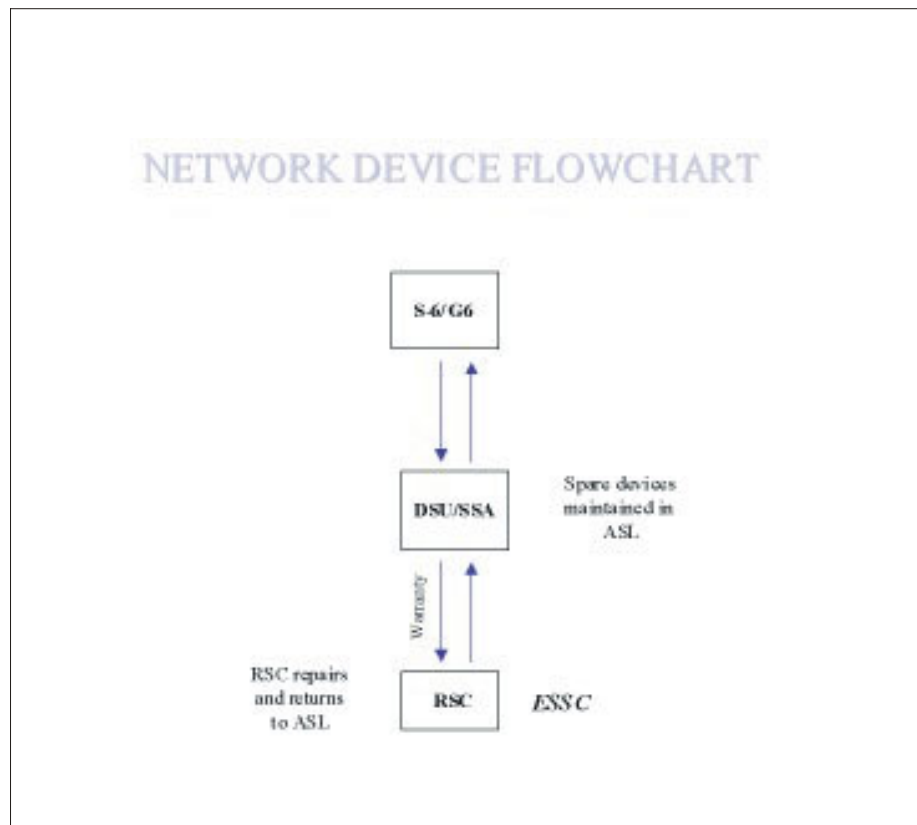 NETWORK DEVICE FLOWCHART
S-6/G6
DSU/SSA
Spare devices
maintained in
ASL
Warranty
RSC repairs
and returns
to ASL
RSC
ESSC